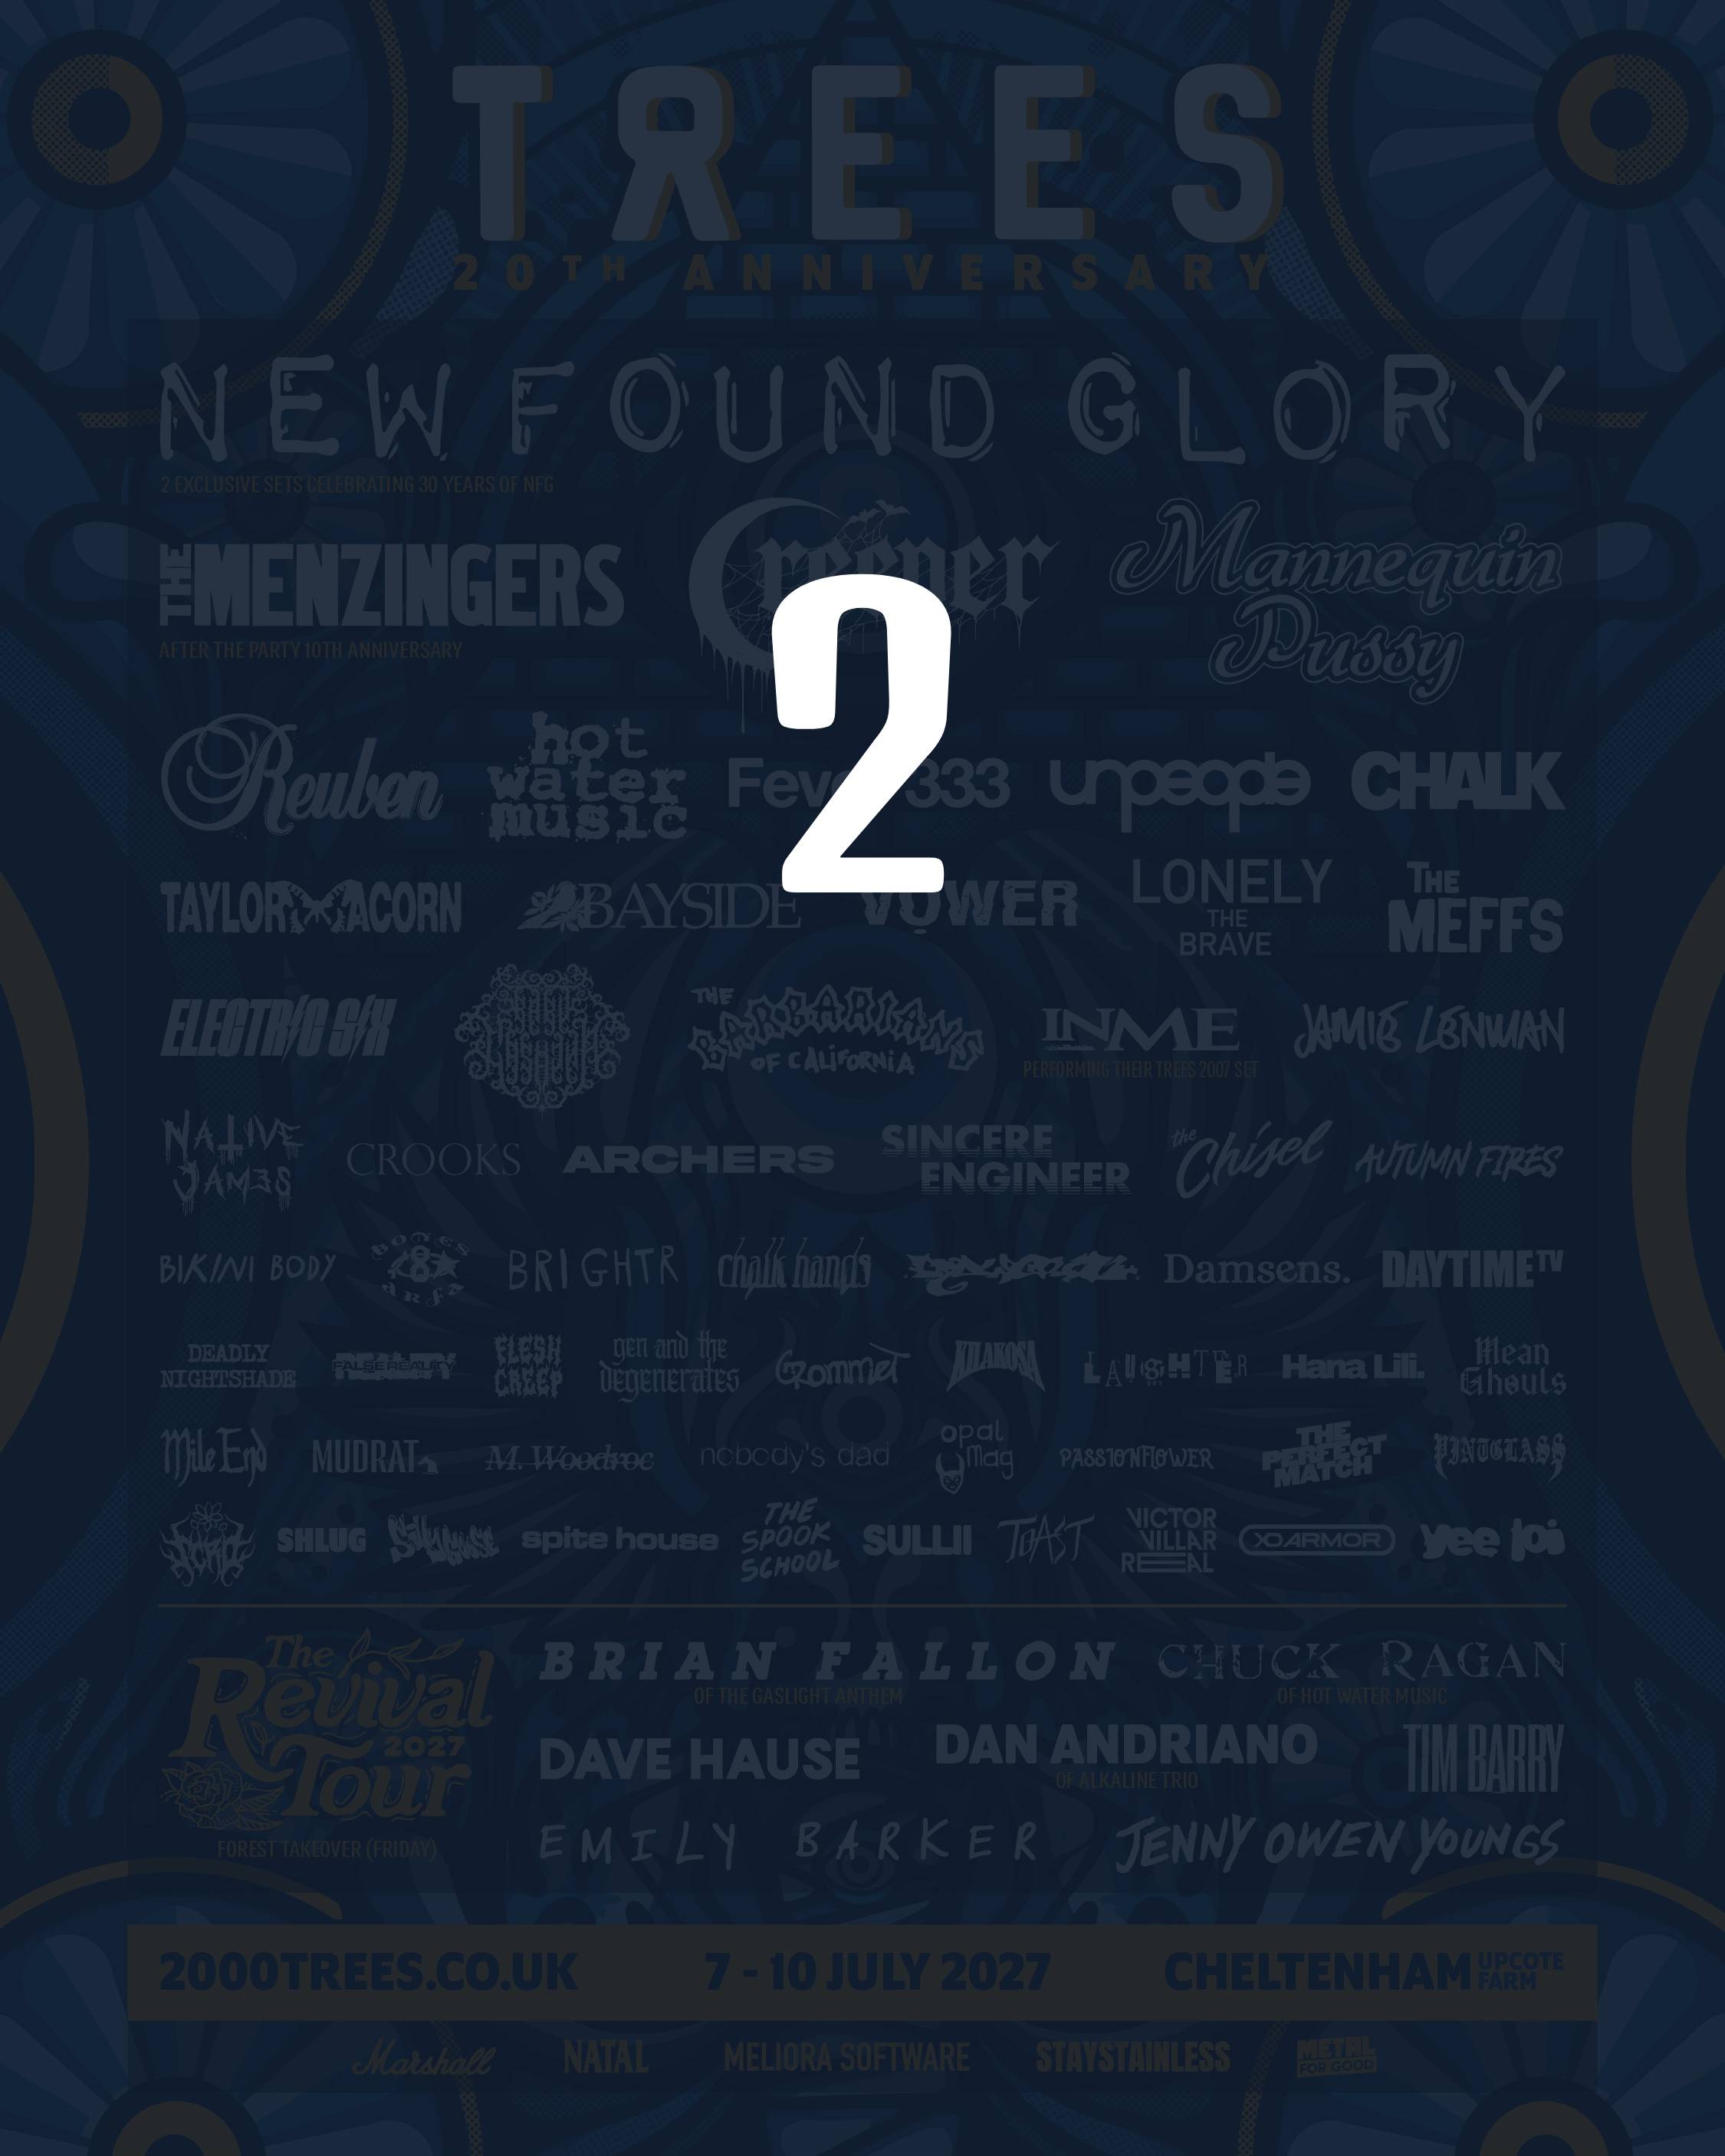 TREES
20TH ANNIVERSARY
NEW FOUND GLORY
2 EXCLUSIVE SETS CELEBRATING 30 YEARS OF NFG
THE MENZINGERS Creeper Mannequin Pussy
AFTER THE PARTY 10TH ANNIVERSARY
2
Reuben hot water music Fever 333 unpeople CHALK
TAYLOR ACORN BAYSIDE VOWER LONELY THE BRAVE THE MEFFS
ELECTRIC SIX THE BARBARIANS OF CALIFORNIA INME JAMIE LENMAN
PERFORMING THEIR TREES 2007 SET
NATIVE JAMES CROOKS ARCHERS SINCERE ENGINEER the Chisel AUTUMN FIRES
BIKINI BODY BRIGHTR chalk hands Damsens. DAYTIME TV
DEADLY NIGHTSHADE FALSE REALITY FLESH CREEP gen and the degenerates Grommet KILAKOSA LAUGHTER Hana Lili. Mean Ghouls
Mile End MUDRAT M. Woodroe nobody's dad opal mag PASSIONFLOWER THE PERFECT MATCH PINTGLASS
SHLUG spite house THE SPOOK SCHOOL SULLII TOAST VICTOR VILLAR REAL XO ARMOR yee loi
The Revival Tour 2027
FOREST TAKEOVER (FRIDAY)
BRIAN FALLON CHUCK RAGAN
OF THE GASLIGHT ANTHEM OF HOT WATER MUSIC
DAVE HAUSE DAN ANDRIANO TIM BARRY
OF ALKALINE TRIO
EMILY BARKER JENNY OWEN YOUNGS
2000TREES.CO.UK 7 - 10 JULY 2027 CHELTENHAM UPCOTE FARM
Marshall NATAL MELIORA SOFTWARE STAYSTAINLESS METAL FOR GOOD